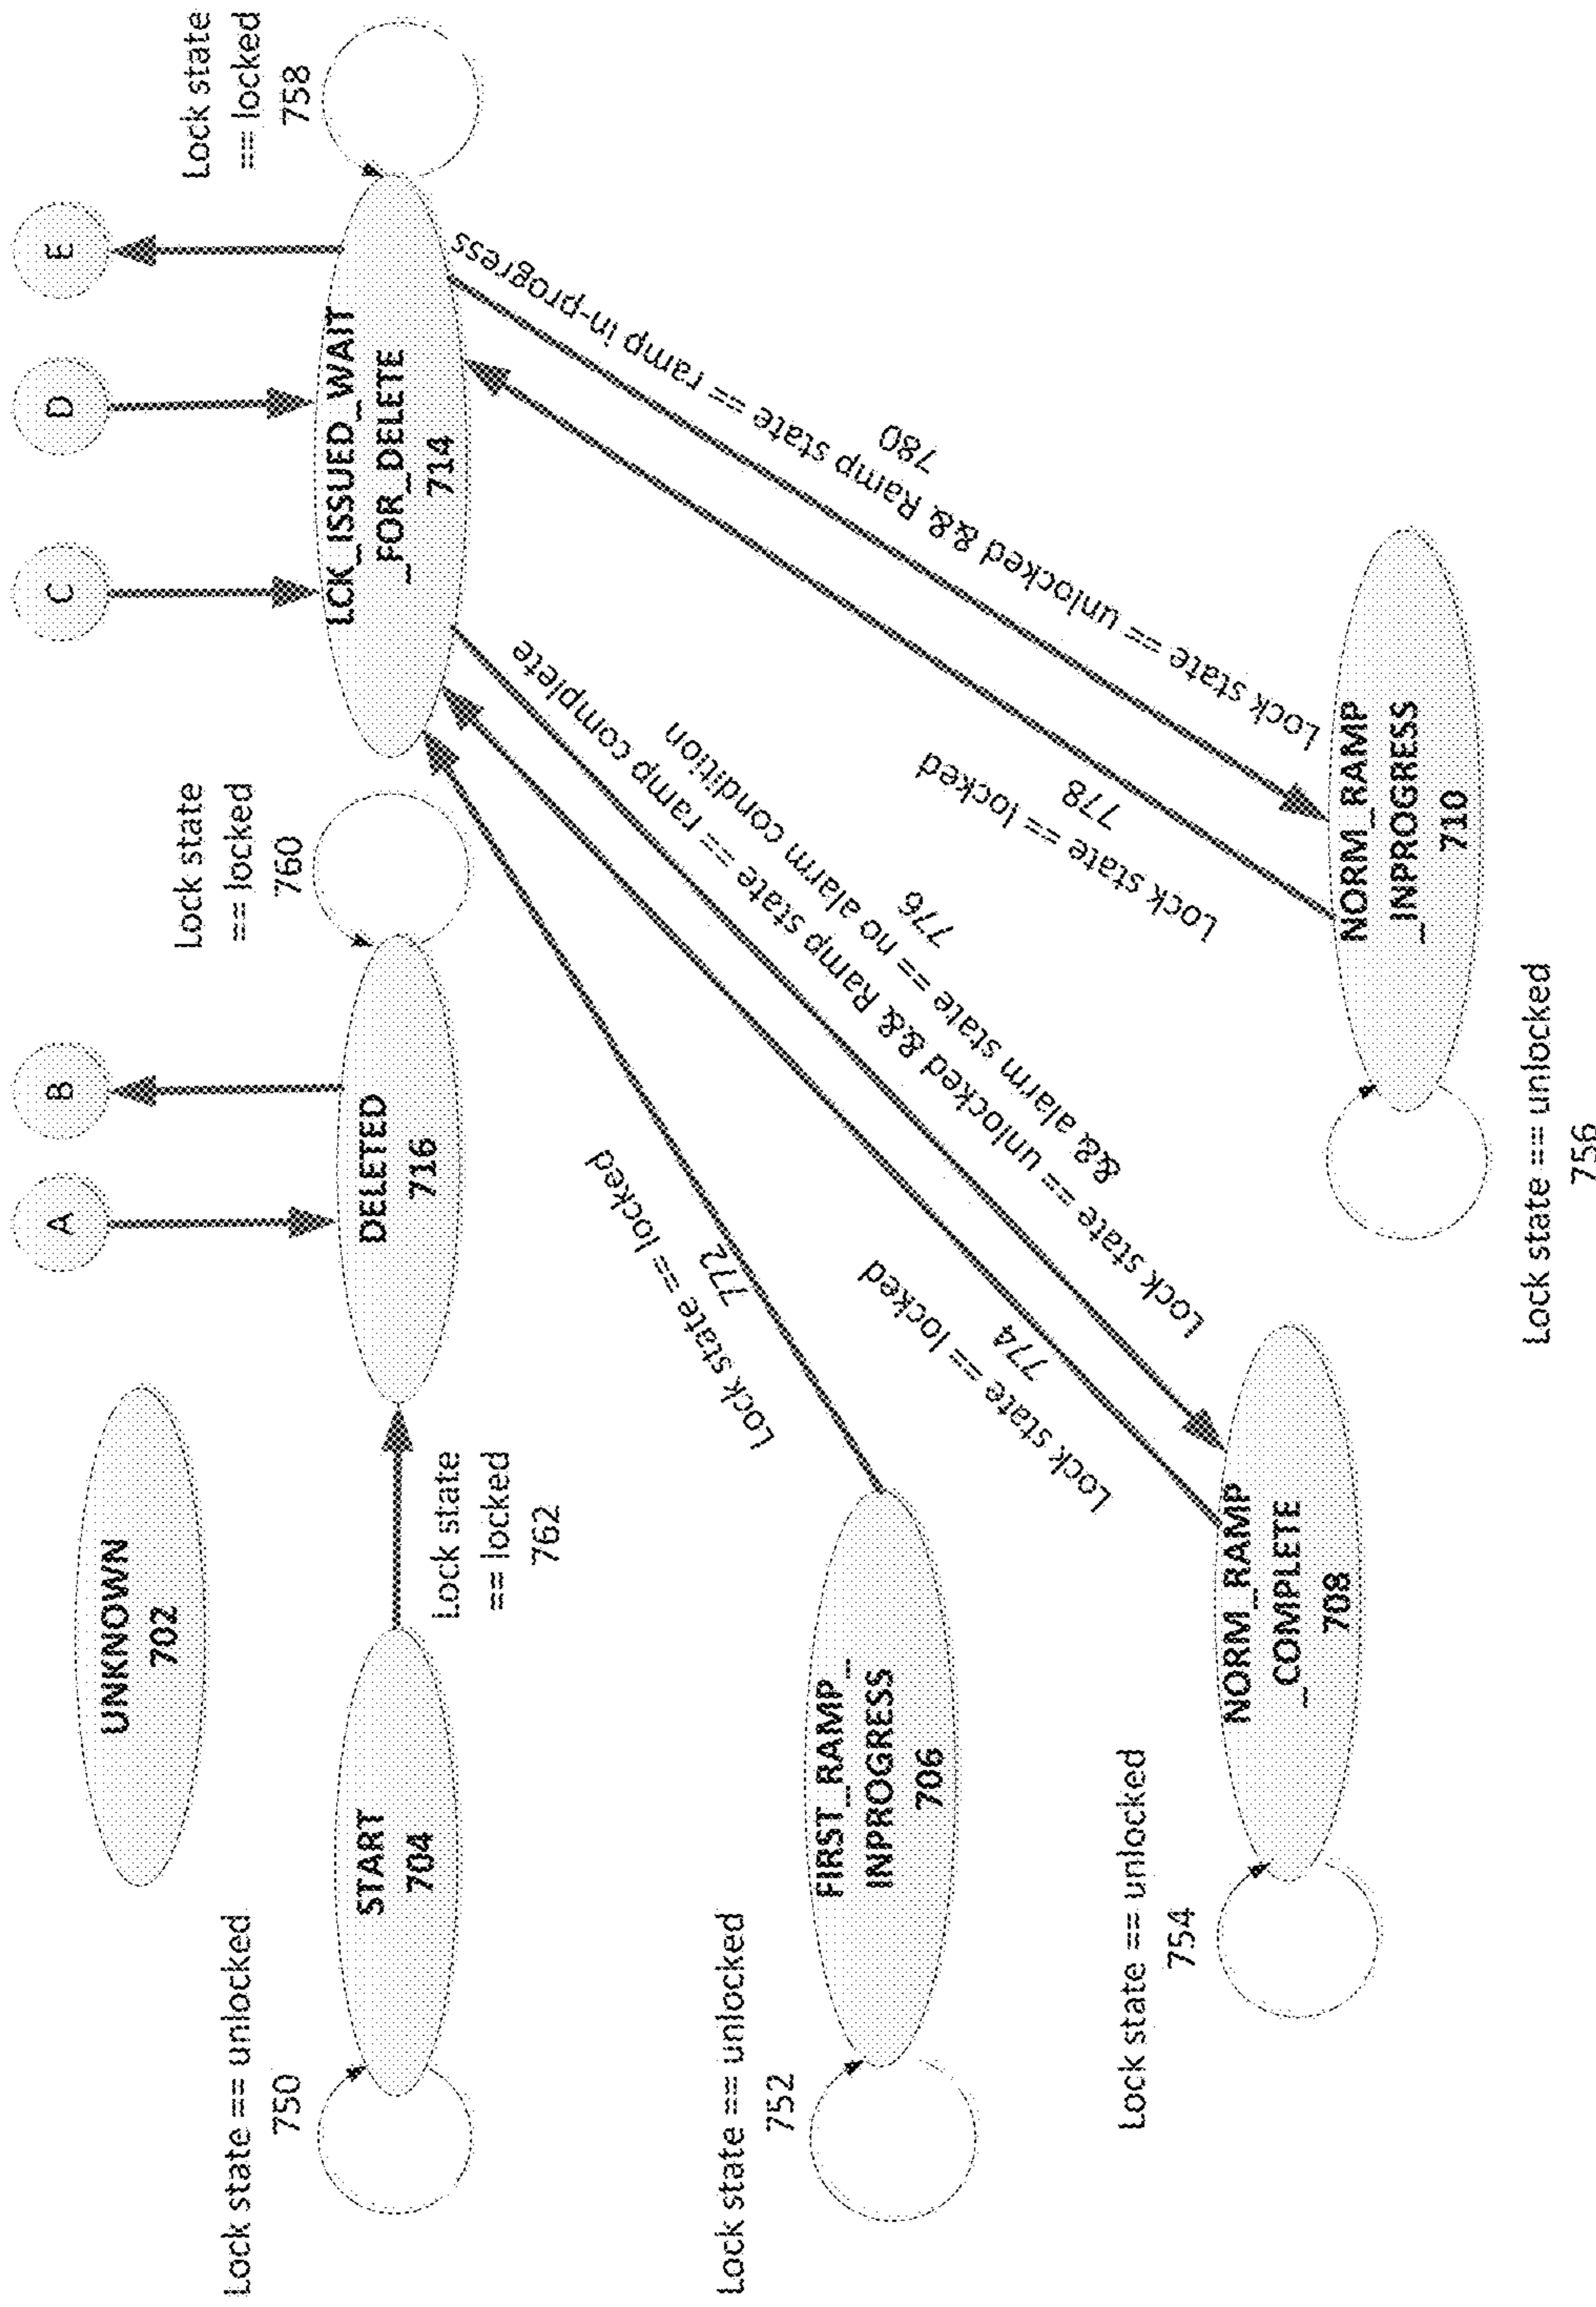 A
B
C
D
E
UNKNOWN
702
Lock state == unlocked
750
START
704
Lock state
== locked
762
DELETED
716
Lock state
== locked
760
LCK_ISSUED_WAIT
_FOR_DELETE
714
Lock state
== locked
758
Lock state == unlocked
752
FIRST_RAMP_
INPROGRESS
706
Lock state == locked
772
Lock state == unlocked
754
NORM_RAMP
_COMPLETE
708
Lock state == locked
774
Lock state == unlocked && Ramp state == ramp complete
&& alarm state == no alarm condition
776
Lock state == locked
778
Lock state == unlocked && Ramp state == ramp in-progress
780
NORM_RAMP
_INPROGRESS
710
Lock state == unlocked
756